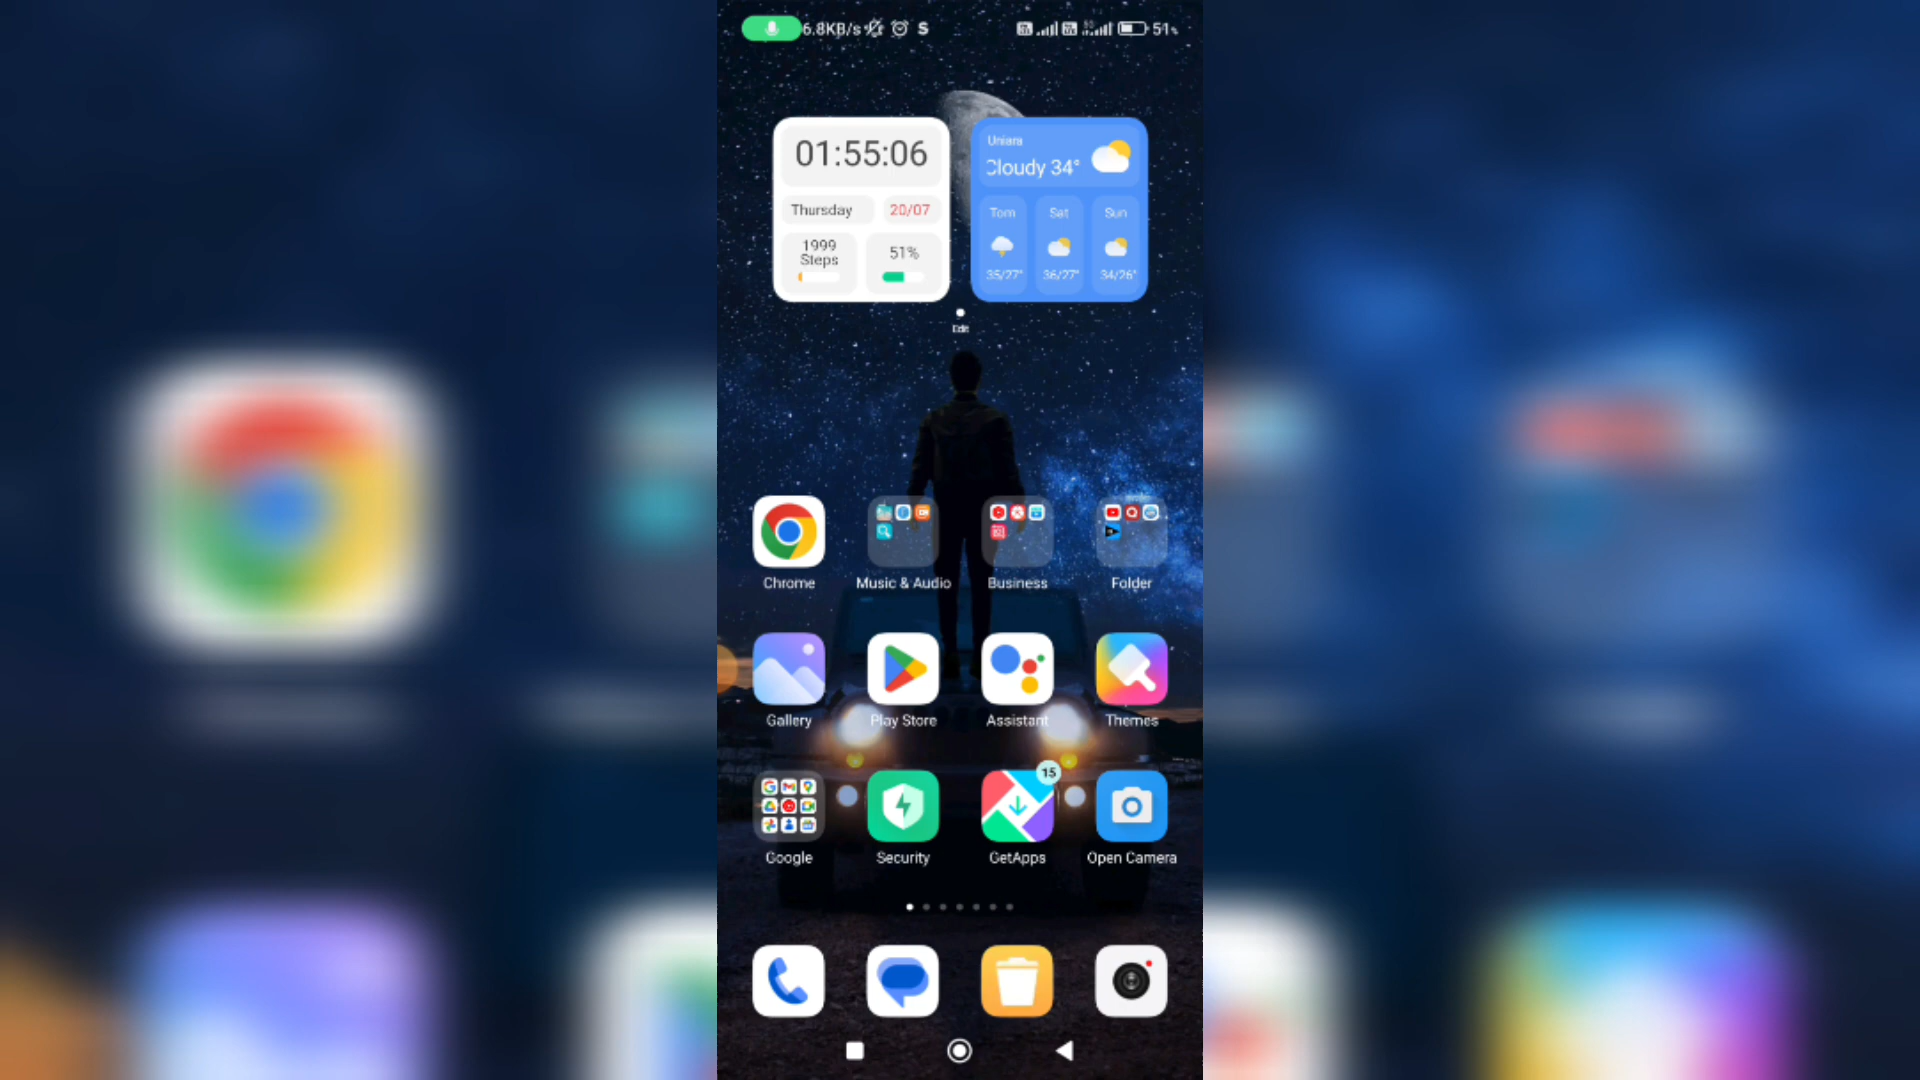 6.8KB/s S 51%
01:55:06
Thursday 20/07
1999
Steps
51%
Uniara
Cloudy 34°
Tom Sat Sun
35/27° 36/27° 34/26°
Edit
Chrome Music & Audio Business Folder
Gallery Play Store Assistant Themes
15
Google Security GetApps Open Camera